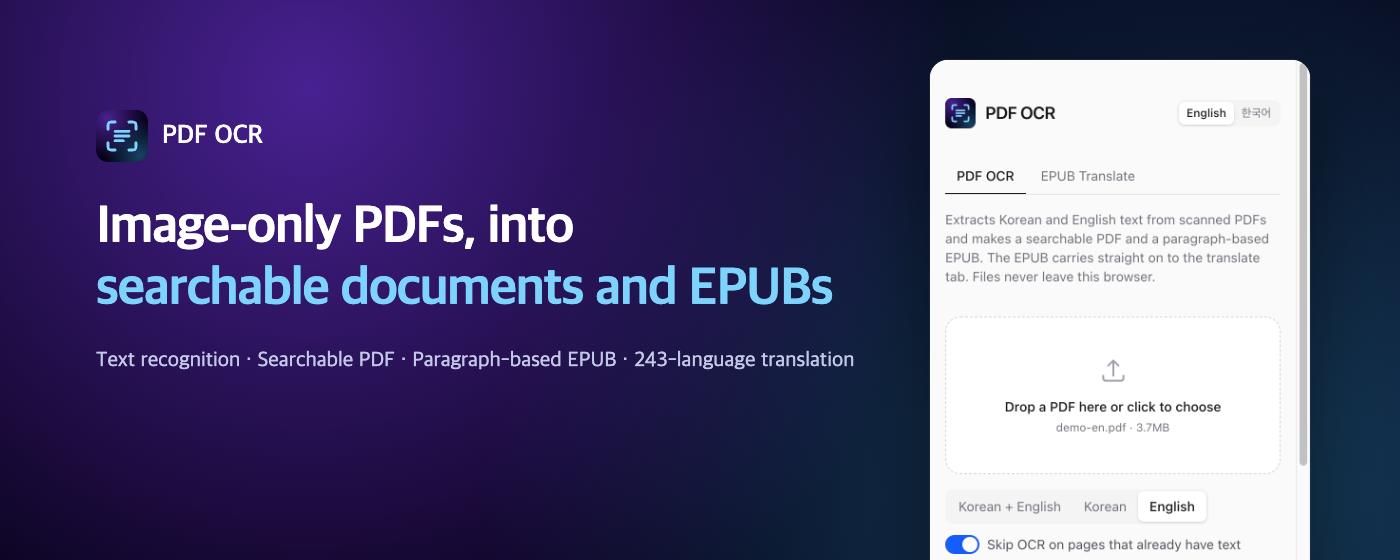 PDF OCR
Image-only PDFs, into
searchable documents and EPUBs
Text recognition · Searchable PDF · Paragraph-based EPUB · 243-language translation
PDF OCR
English 한국어
PDF OCR EPUB Translate
Extracts Korean and English text from scanned PDFs
and makes a searchable PDF and a paragraph-based
EPUB. The EPUB carries straight on to the translate
tab. Files never leave this browser.
Drop a PDF here or click to choose
demo-en.pdf · 3.7MB
Korean + English Korean English
Skip OCR on pages that already have text